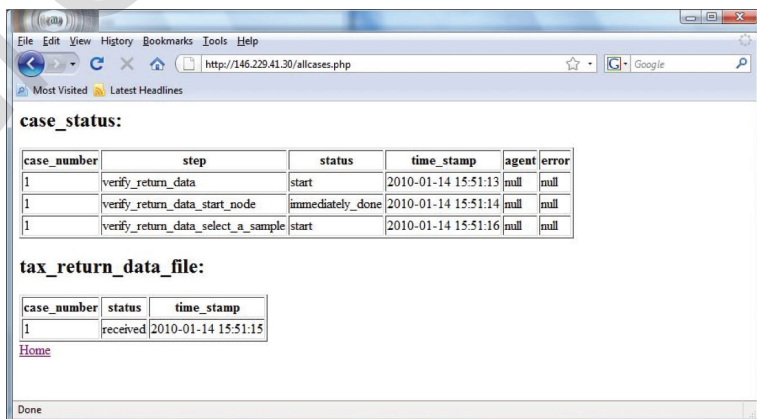 File Edit View History Bookmarks Tools Help
http://146.229.41.30/allcases.php
G Google
Most Visited Latest Headlines
case_status:
case_number step status time_stamp agent error
1 verify_return_data start 2010-01-14 15:51:13 null null
1 verify_return_data_start_node immediately_done 2010-01-14 15:51:14 null null
1 verify_return_data_select_a_sample start 2010-01-14 15:51:16 null null
tax_return_data_file:
case_number status time_stamp
1 received 2010-01-14 15:51:15
Home
Done